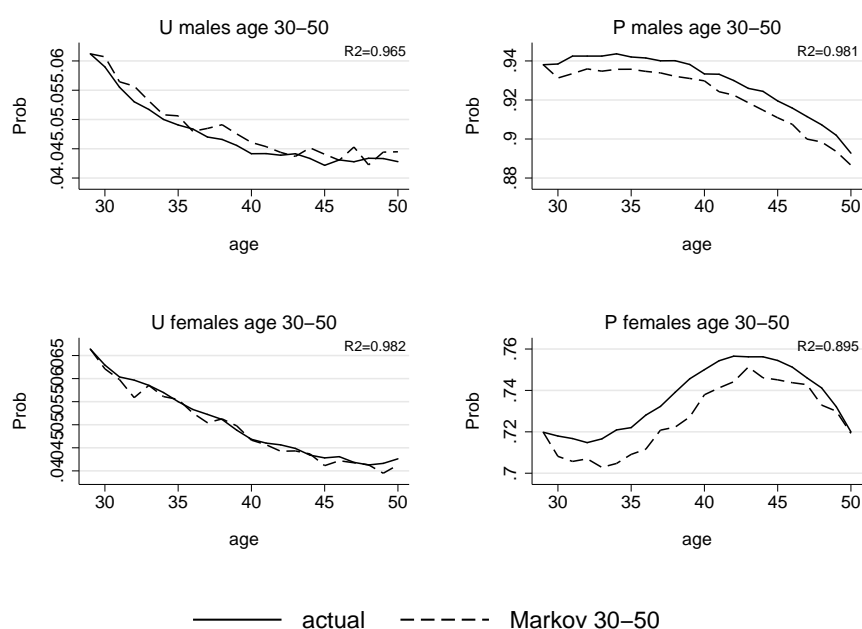 U males age 30−50
R2=0.965
Prob
.04.045.05.055.06
30 35 40 45 50
age
P males age 30−50
R2=0.981
Prob
.88 .9 .92 .94
30 35 40 45 50
age
U females age 30−50
R2=0.982
Prob
30 35 40 45 50
age
P females age 30−50
R2=0.895
Prob
.7 .72 .74 .76
30 35 40 45 50
age
actual Markov 30−50